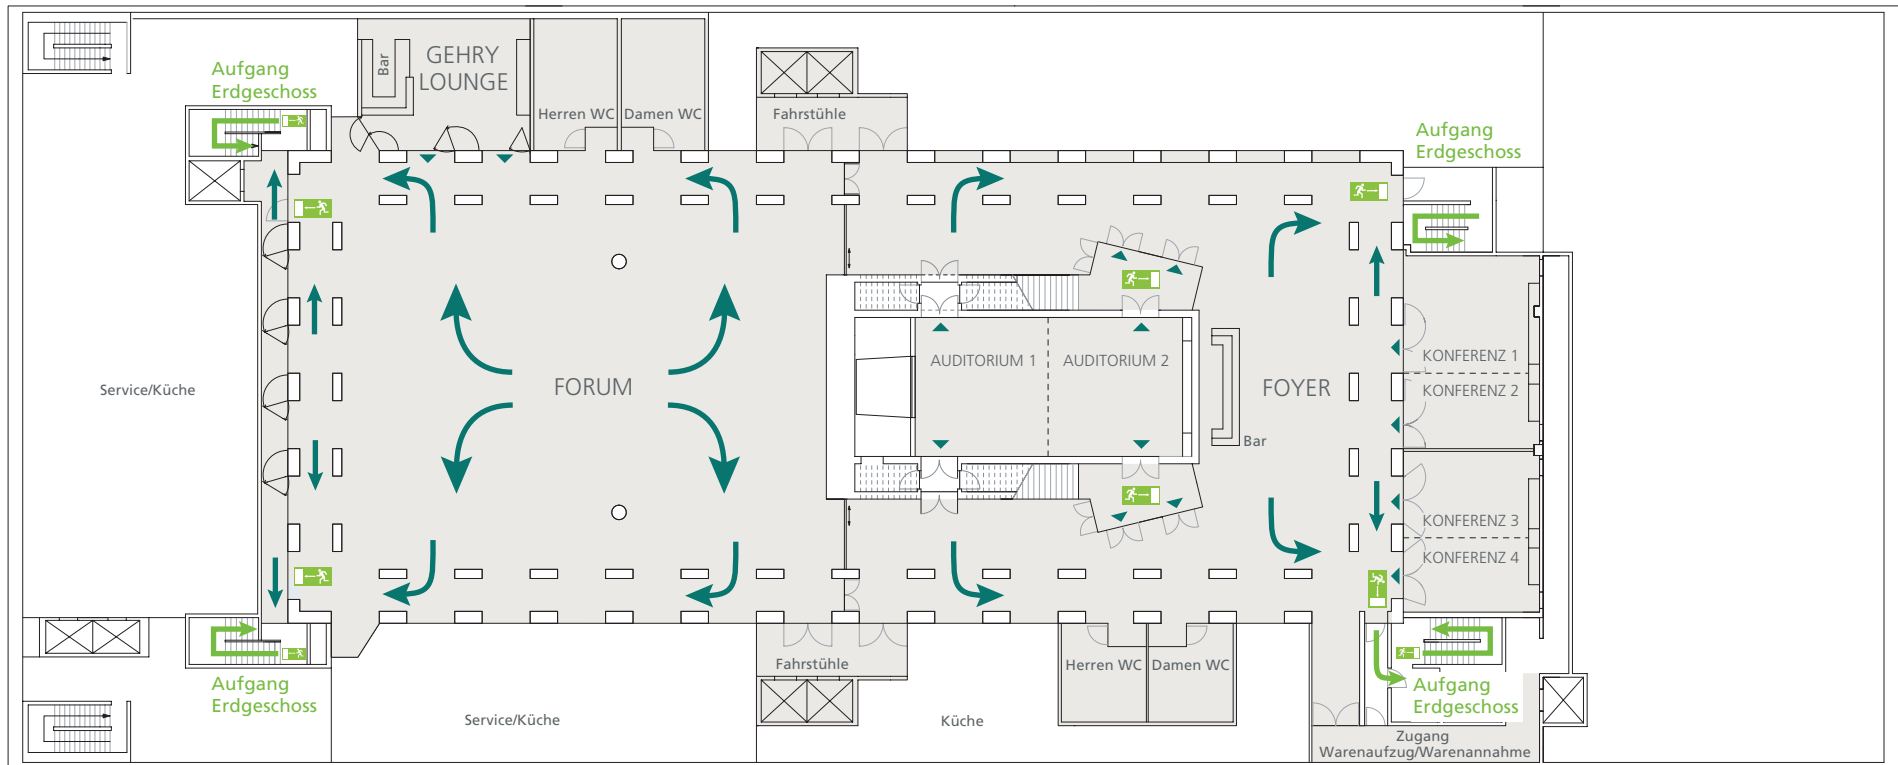 Aufgang
Erdgeschoss
Bar
GEHRY
LOUNGE
Herren WC
Damen WC
Fahrstühle
Aufgang
Erdgeschoss
Service/Küche
FORUM
AUDITORIUM 1
AUDITORIUM 2
FOYER
Bar
KONFERENZ 1
KONFERENZ 2
KONFERENZ 3
KONFERENZ 4
Aufgang
Erdgeschoss
Service/Küche
Fahrstühle
Küche
Herren WC
Damen WC
Aufgang
Erdgeschoss
Zugang
Warenaufzug/Warenannahme